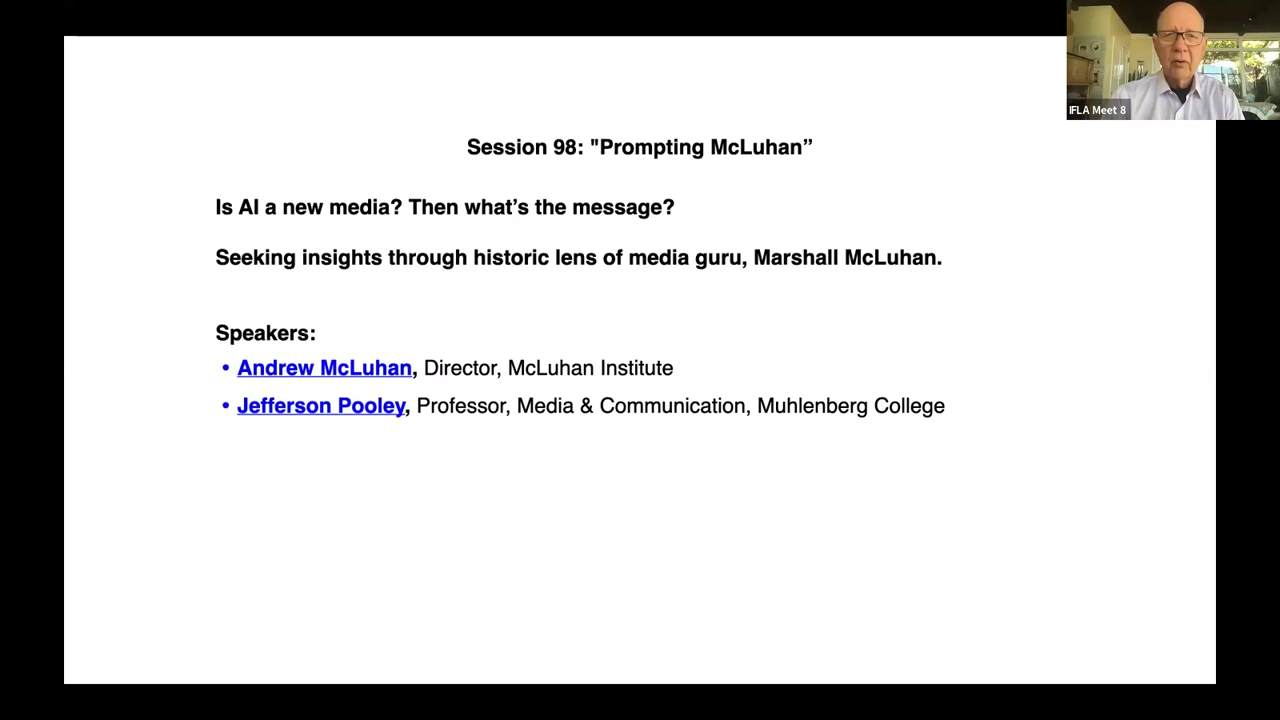 IFLA Meet 8
Session 98: "Prompting McLuhan”
Is AI a new media? Then what’s the message?
Seeking insights through historic lens of media guru, Marshall McLuhan.
Speakers:
• Andrew McLuhan, Director, McLuhan Institute
• Jefferson Pooley, Professor, Media & Communication, Muhlenberg College